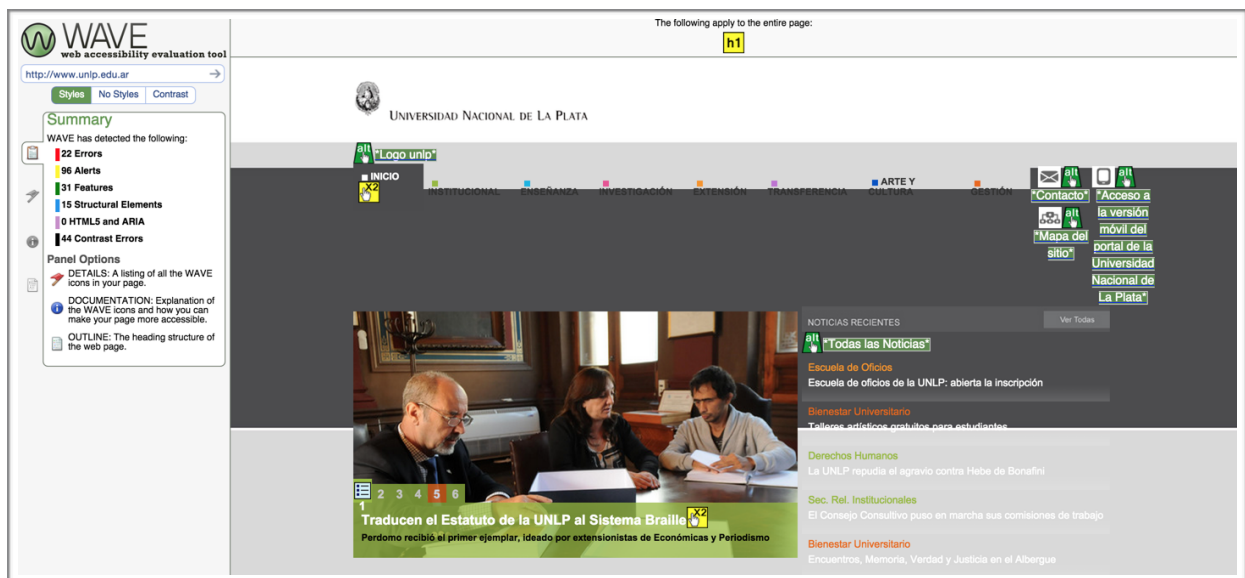 The following apply to the entire page:
h1
WAVE
web accessibility evaluation tool
http://www.unlp.edu.ar
Styles No Styles Contrast
Summary
WAVE has detected the following:
22 Errors
96 Alerts
31 Features
15 Structural Elements
0 HTML5 and ARIA
44 Contrast Errors
Panel Options
DETAILS: A listing of all the WAVE
icons in your page.
DOCUMENTATION: Explanation of
the WAVE icons and how you can
make your page more accessible.
OUTLINE: The heading structure of
the web page.
UNIVERSIDAD NACIONAL DE LA PLATA
alt *Logo unlp*
INICIO
X2
INSTITUCIONAL
ENSEÑANZA
INVESTIGACIÓN
EXTENSIÓN
TRANSFERENCIA
ARTE Y
CULTURA
GESTIÓN
alt
*Contacto*
alt
*Mapa del
sitio*
alt
*Acceso a
la versión
móvil del
portal de la
Universidad
Nacional de
La Plata*
NOTICIAS RECIENTES
Ver Todas
alt *Todas las Noticias*
Escuela de Oficios
Escuela de oficios de la UNLP: abierta la inscripción
Bienestar Universitario
Talleres artísticos gratuitos para estudiantes
Derechos Humanos
La UNLP repudia el agravio contra Hebe de Bonafini
Sec. Rel. Institucionales
El Consejo Consultivo puso en marcha sus comisiones de trabajo
Bienestar Universitario
Encuentros, Memoria, Verdad y Justicia en el Albergue
1 2 3 4 5 6
Traducen el Estatuto de la UNLP al Sistema Braille X2
Perdomo recibió el primer ejemplar, ideado por extensionistas de Económicas y Periodismo